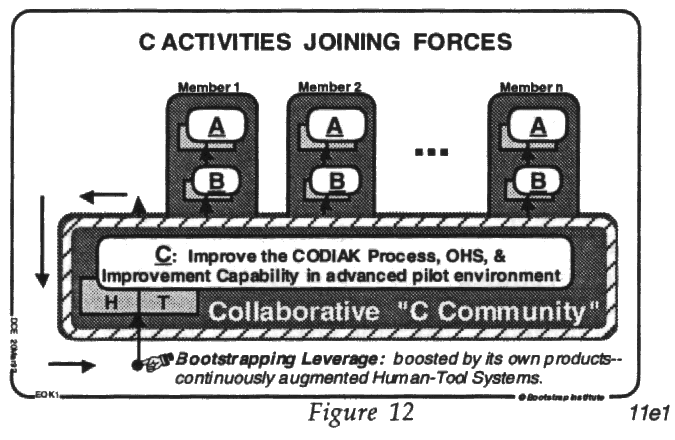 C ACTIVITIES JOINING FORCES
Member 1
Member 2
Member n
A
A
...
A
B
B
B
C: Improve the CODIAK Process, OHS, &
Improvement Capability in advanced pilot environment
H T
Collaborative "C Community"
Bootstrapping Leverage: boosted by its own products--
continuously augmented Human-Tool Systems.
EOK1
© Bootstrap Institute
Figure 12
11e1